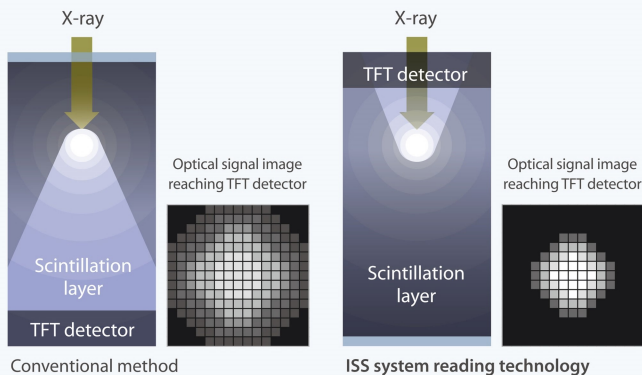 X-ray
Optical signal image
reaching TFT detector
Scintillation
layer
TFT detector
Conventional method
X-ray
TFT detector
Optical signal image
reaching TFT detector
Scintillation
layer
ISS system reading technology